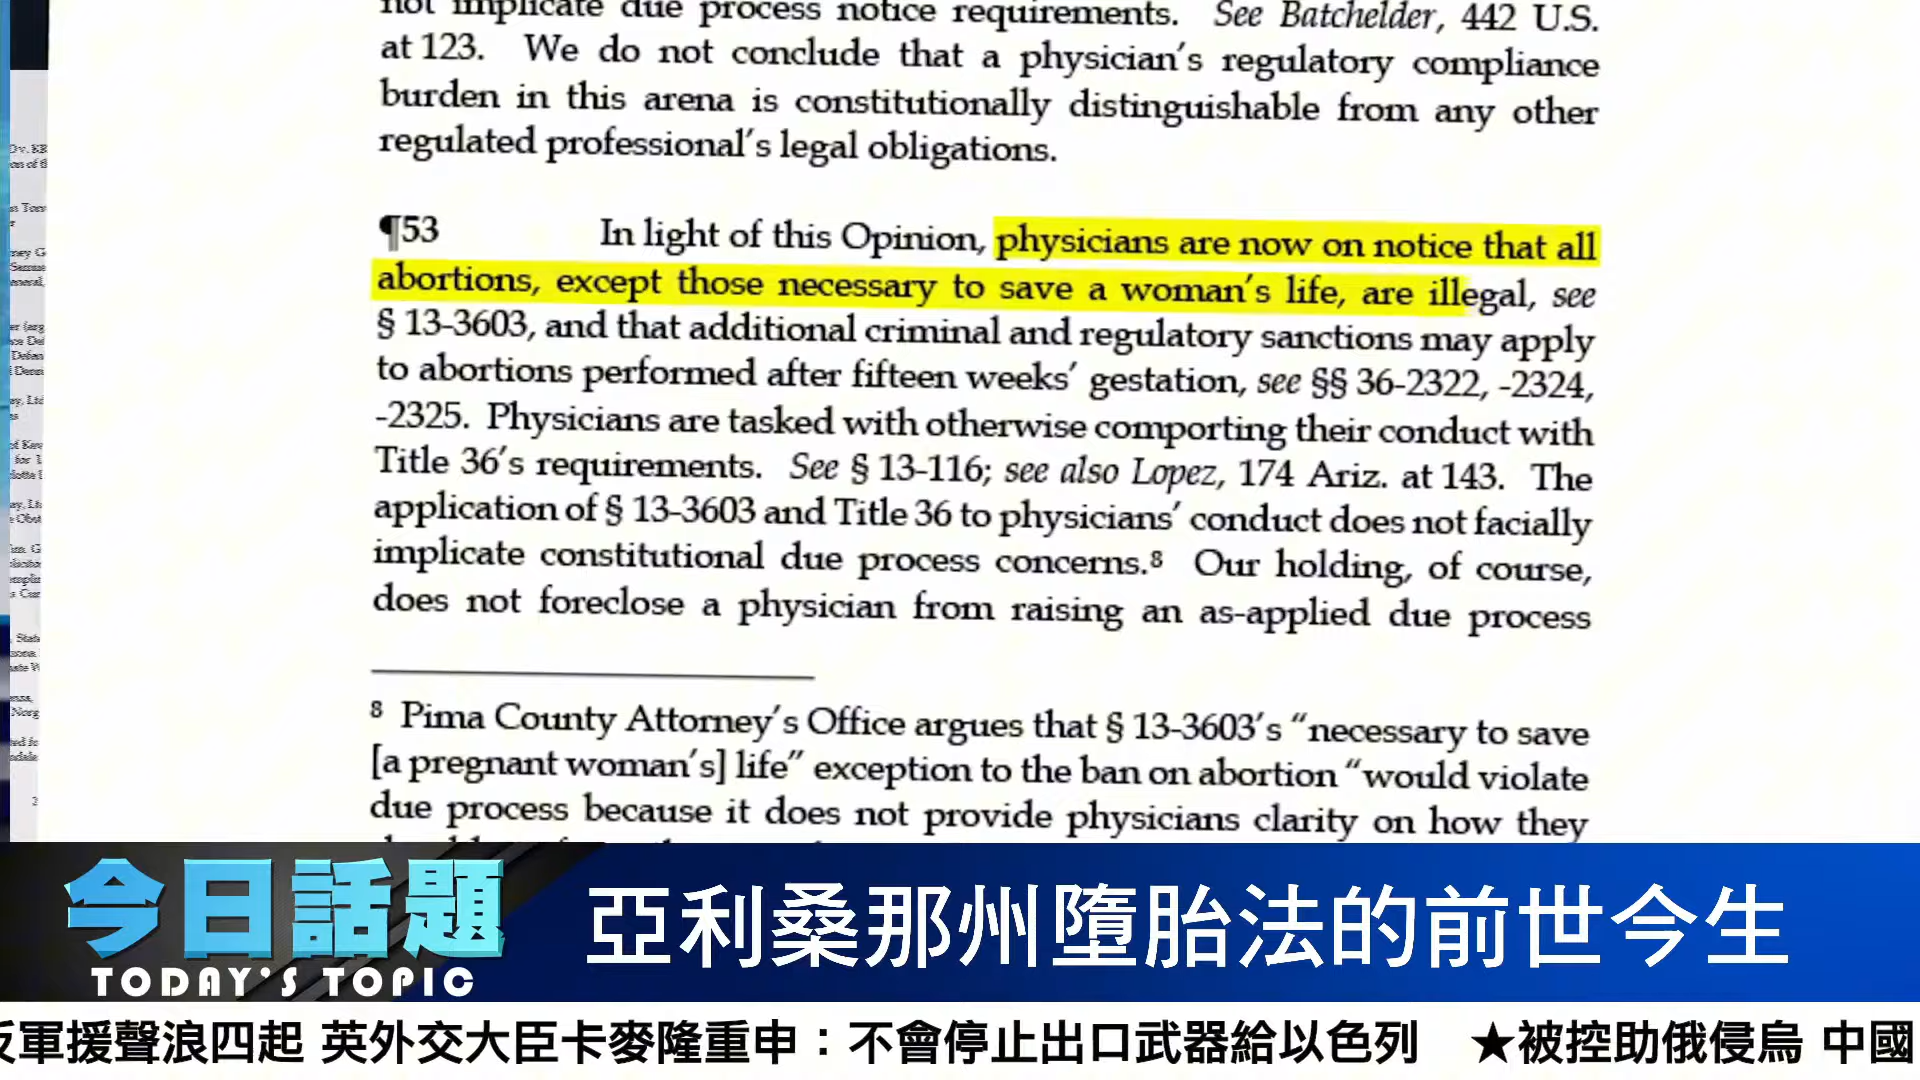 not implicate due process notice requirements. See Batchelder, 442 U.S.
at 123. We do not conclude that a physician's regulatory compliance
burden in this arena is constitutionally distinguishable from any other
regulated professional's legal obligations.
¶53 In light of this Opinion, physicians are now on notice that all
abortions, except those necessary to save a woman's life, are illegal, see
§ 13-3603, and that additional criminal and regulatory sanctions may apply
to abortions performed after fifteen weeks' gestation, see §§ 36-2322, -2324,
-2325. Physicians are tasked with otherwise comporting their conduct with
Title 36's requirements. See § 13-116; see also Lopez, 174 Ariz. at 143. The
application of § 13-3603 and Title 36 to physicians' conduct does not facially
implicate constitutional due process concerns.8 Our holding, of course,
does not foreclose a physician from raising an as-applied due process
8 Pima County Attorney's Office argues that § 13-3603's "necessary to save
[a pregnant woman's] life" exception to the ban on abortion "would violate
due process because it does not provide physicians clarity on how they
今日話題
TODAY'S TOPIC
亞利桑那州墮胎法的前世今生
反軍援聲浪四起 英外交大臣卡麥隆重申：不會停止出口武器給以色列 ★被控助俄侵烏 中國